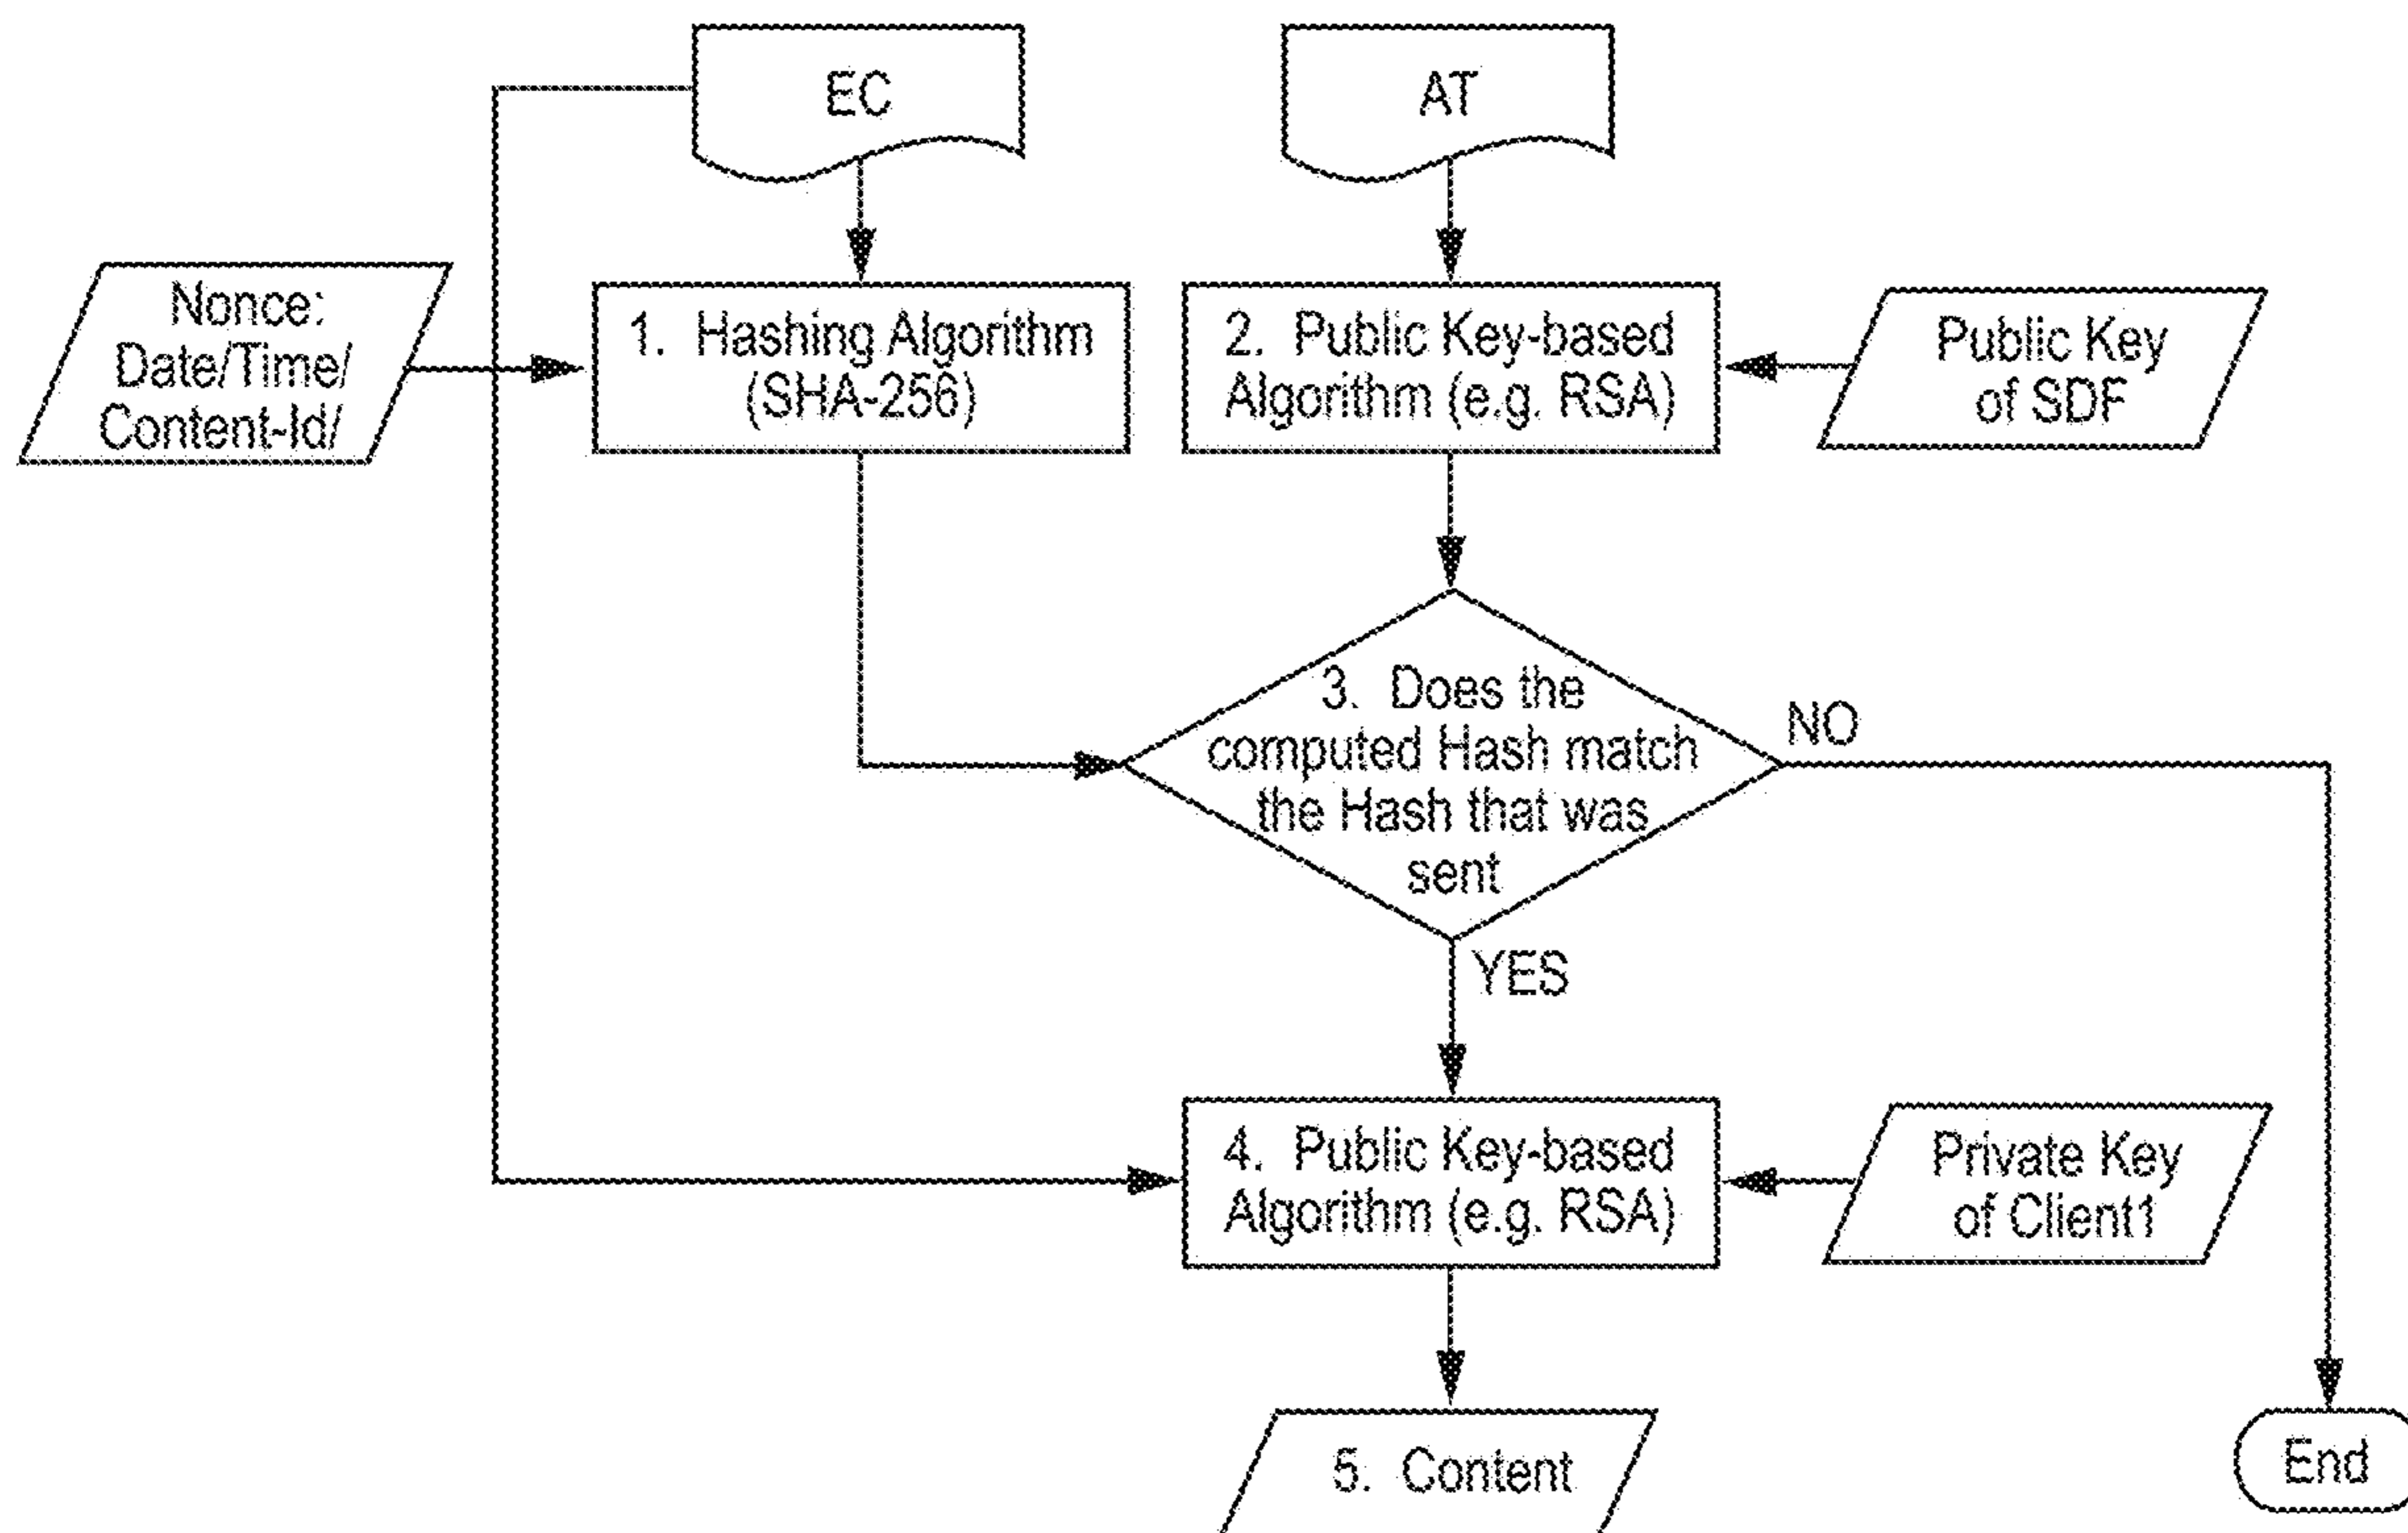 EC
AT
Nonce:
Date/Time/
Content-Id/
1. Hashing Algorithm
(SHA-256)
2. Public Key-based
Algorithm (e.g. RSA)
Public Key
of SDF
3. Does the
computed Hash match
the Hash that was
sent
NO
YES
4. Public Key-based
Algorithm (e.g. RSA)
Private Key
of Client1
5. Content
End